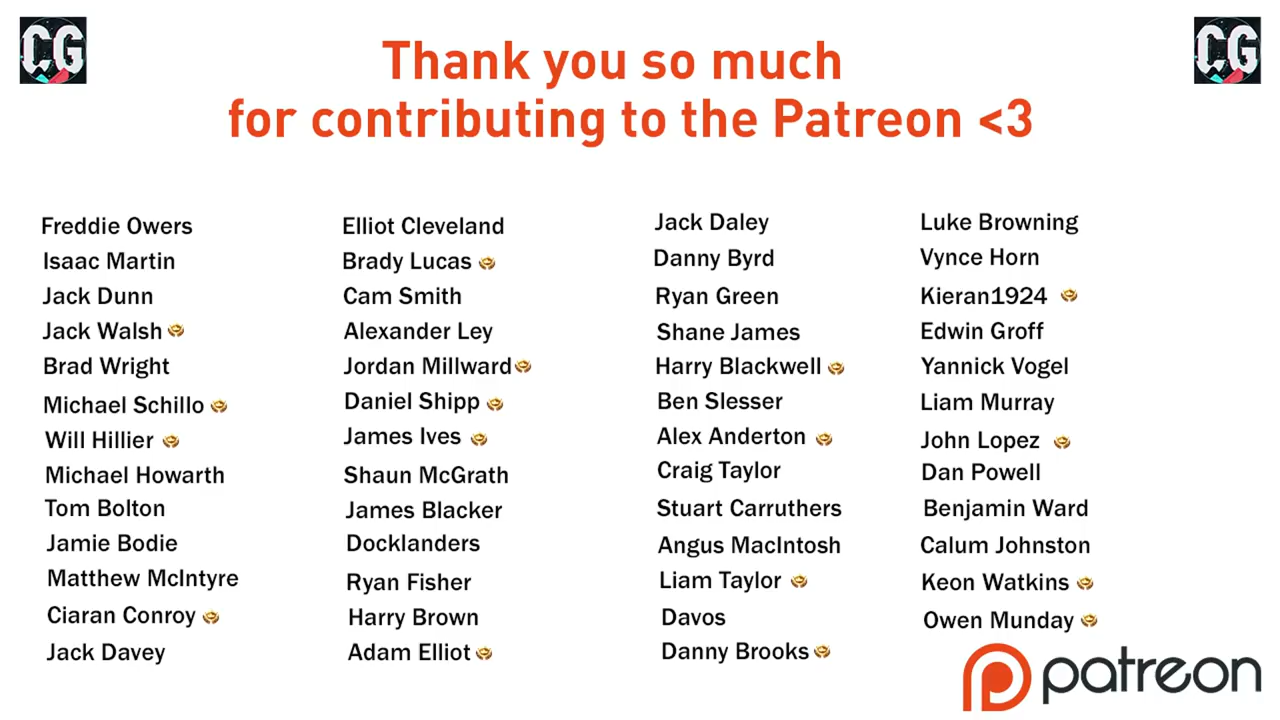 CG
CG
Thank you so much
for contributing to the Patreon <3
Freddie Owers
Isaac Martin
Jack Dunn
Jack Walsh
Brad Wright
Michael Schillo
Will Hillier
Michael Howarth
Tom Bolton
Jamie Bodie
Matthew McIntyre
Ciaran Conroy
Jack Davey
Elliot Cleveland
Brady Lucas
Cam Smith
Alexander Ley
Jordan Millward
Daniel Shipp
James Ives
Shaun McGrath
James Blacker
Docklanders
Ryan Fisher
Harry Brown
Adam Elliot
Jack Daley
Danny Byrd
Ryan Green
Shane James
Harry Blackwell
Ben Slesser
Alex Anderton
Craig Taylor
Stuart Carruthers
Angus MacIntosh
Liam Taylor
Davos
Danny Brooks
Luke Browning
Vynce Horn
Kieran1924
Edwin Groff
Yannick Vogel
Liam Murray
John Lopez
Dan Powell
Benjamin Ward
Calum Johnston
Keon Watkins
Owen Munday
patreon